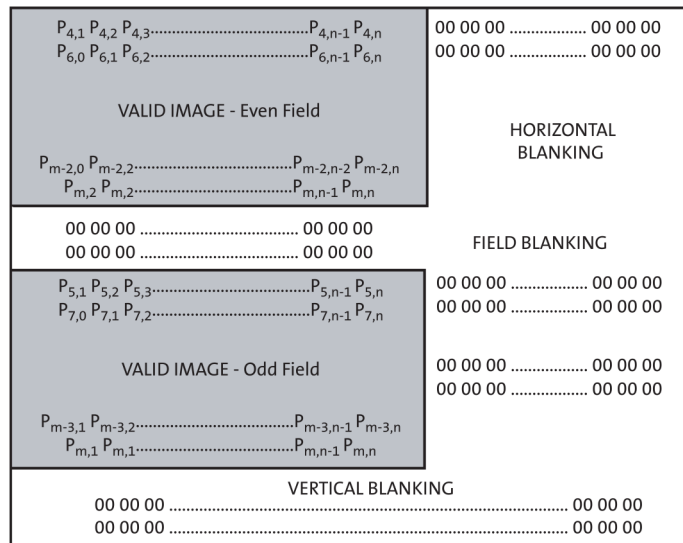 P4,1 P4,2 P4,3......................................P4,n-1 P4,n
00 00 00 ................. 00 00 00
P6,0 P6,1 P6,2......................................P6,n-1 P6,n
00 00 00 ................. 00 00 00
VALID IMAGE - Even Field
HORIZONTAL
BLANKING
Pm-2,0 Pm-2,2......................................Pm-2,n-2 Pm-2,n
Pm,2 Pm,2......................................Pm,n-1 Pm,n
00 00 00 ................................... 00 00 00
00 00 00 ................................... 00 00 00
FIELD BLANKING
P5,1 P5,2 P5,3......................................P5,n-1 P5,n
00 00 00 ................. 00 00 00
P7,0 P7,1 P7,2......................................P7,n-1 P7,n
00 00 00 ................. 00 00 00
VALID IMAGE - Odd Field
00 00 00 ................. 00 00 00
00 00 00 ................. 00 00 00
Pm-3,1 Pm-3,2......................................Pm-3,n-1 Pm-3,n
Pm,1 Pm,1......................................Pm,n-1 Pm,n
VERTICAL BLANKING
00 00 00 ........................................................................................ 00 00 00
00 00 00 ........................................................................................ 00 00 00